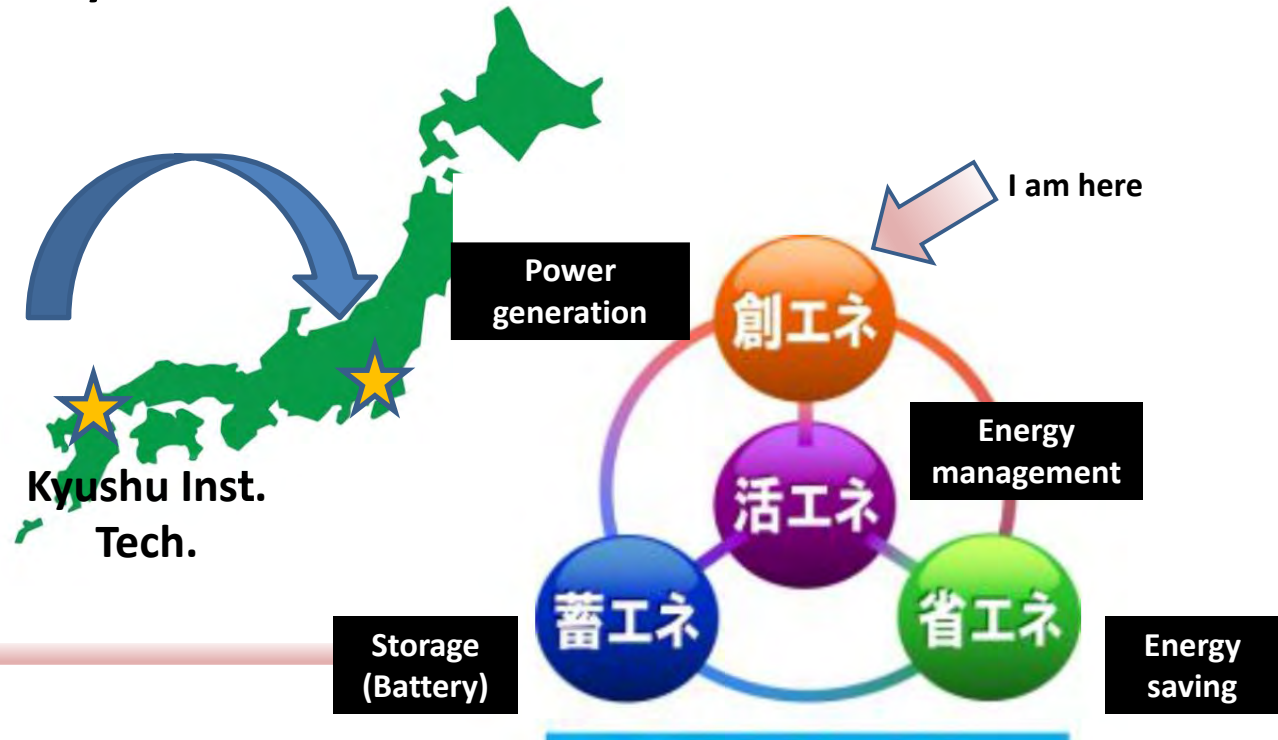 I am here
Power
generation
創エネ
Energy
management
活エネ
Kyushu Inst.
Tech.
蓄エネ
省エネ
Storage
(Battery)
Energy
saving